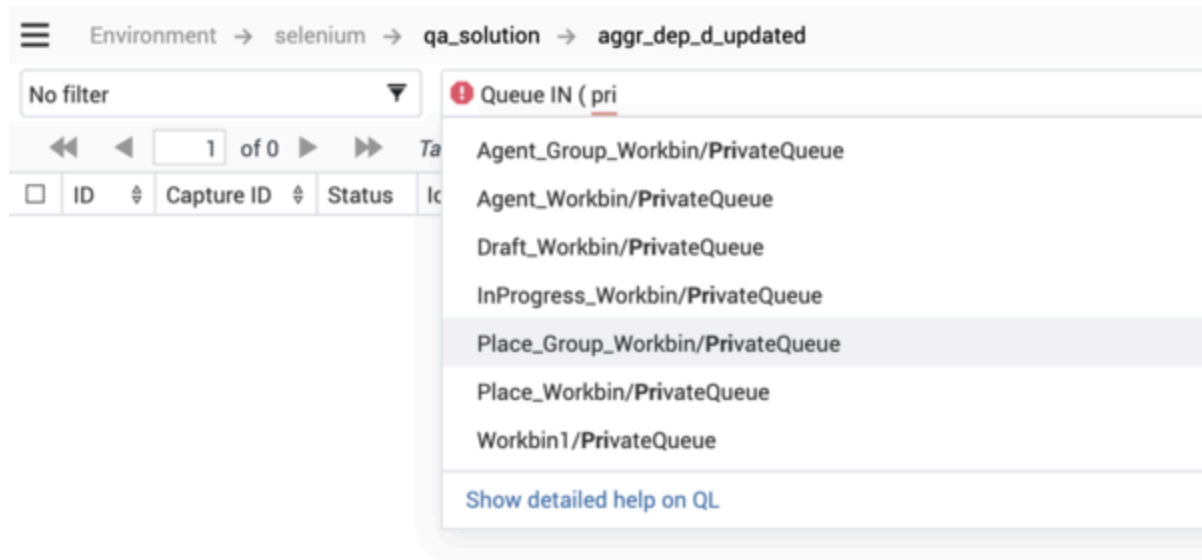 Environment → selenium → qa_solution → aggr_dep_d_updated
No filter
Queue IN ( pri
1 of 0
Ta
ID Capture ID Status Ic
Agent_Group_Workbin/PrivateQueue
Agent_Workbin/PrivateQueue
Draft_Workbin/PrivateQueue
InProgress_Workbin/PrivateQueue
Place_Group_Workbin/PrivateQueue
Place_Workbin/PrivateQueue
Workbin1/PrivateQueue
Show detailed help on QL